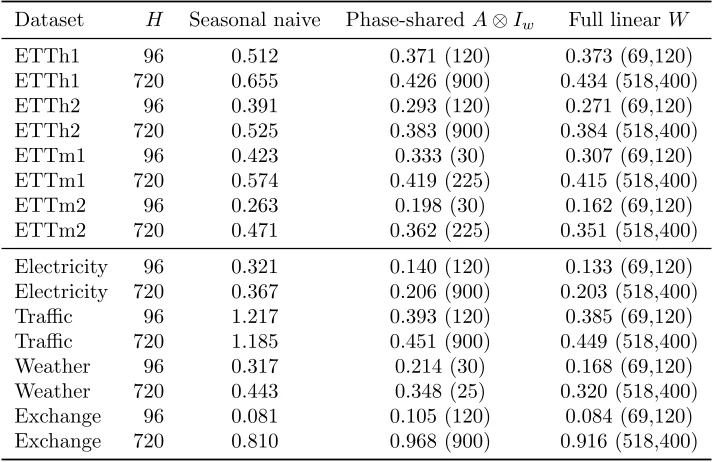 Dataset H Seasonal naive Phase-shared A ⊗ I_w Full linear W
ETTh1 96 0.512 0.371 (120) 0.373 (69,120)
ETTh1 720 0.655 0.426 (900) 0.434 (518,400)
ETTh2 96 0.391 0.293 (120) 0.271 (69,120)
ETTh2 720 0.525 0.383 (900) 0.384 (518,400)
ETTm1 96 0.423 0.333 (30) 0.307 (69,120)
ETTm1 720 0.574 0.419 (225) 0.415 (518,400)
ETTm2 96 0.263 0.198 (30) 0.162 (69,120)
ETTm2 720 0.471 0.362 (225) 0.351 (518,400)
Electricity 96 0.321 0.140 (120) 0.133 (69,120)
Electricity 720 0.367 0.206 (900) 0.203 (518,400)
Traffic 96 1.217 0.393 (120) 0.385 (69,120)
Traffic 720 1.185 0.451 (900) 0.449 (518,400)
Weather 96 0.317 0.214 (30) 0.168 (69,120)
Weather 720 0.443 0.348 (25) 0.320 (518,400)
Exchange 96 0.081 0.105 (120) 0.084 (69,120)
Exchange 720 0.810 0.968 (900) 0.916 (518,400)